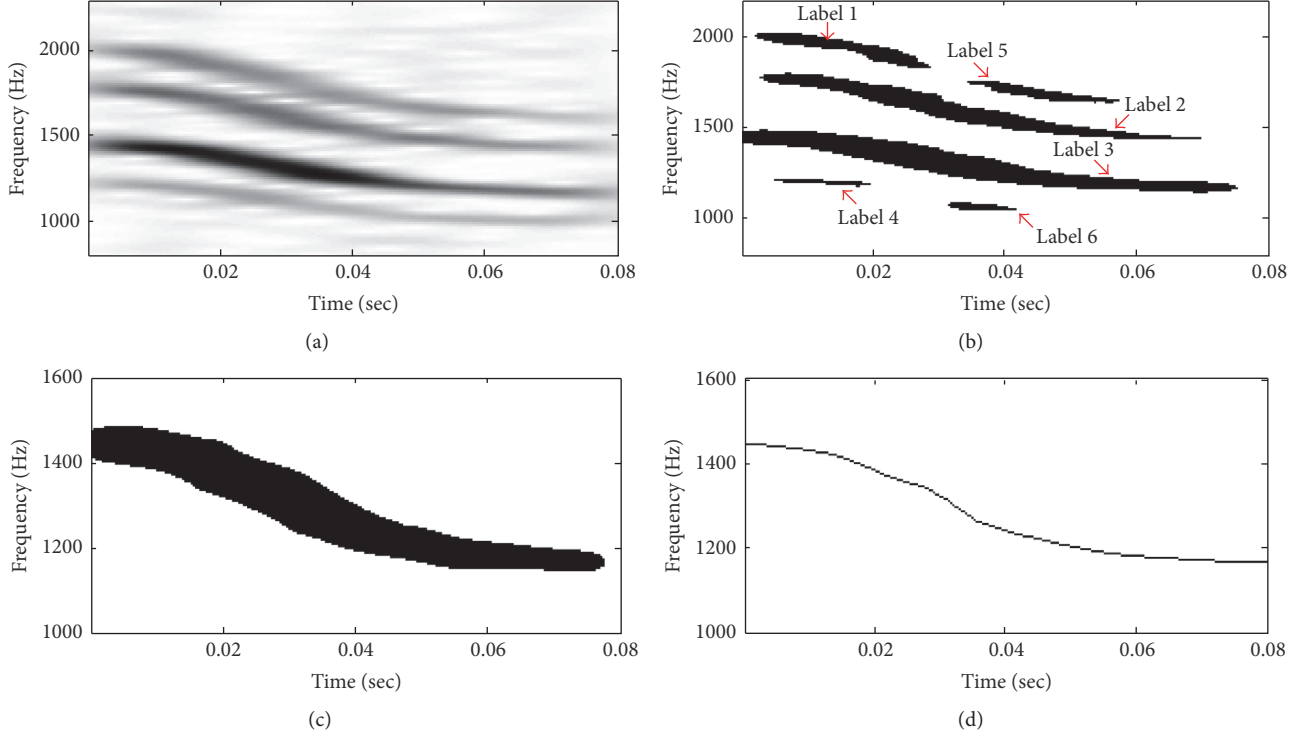 2000
1500
1000
Frequency (Hz)
0.02 0.04 0.06 0.08
Time (sec)
(a)
2000
1500
1000
Frequency (Hz)
Label 1
Label 5
Label 2
Label 3
Label 4
Label 6
0.02 0.04 0.06 0.08
Time (sec)
(b)
1600
1400
1200
1000
Frequency (Hz)
0.02 0.04 0.06 0.08
Time (sec)
(c)
1600
1400
1200
1000
Frequency (Hz)
0.02 0.04 0.06 0.08
Time (sec)
(d)